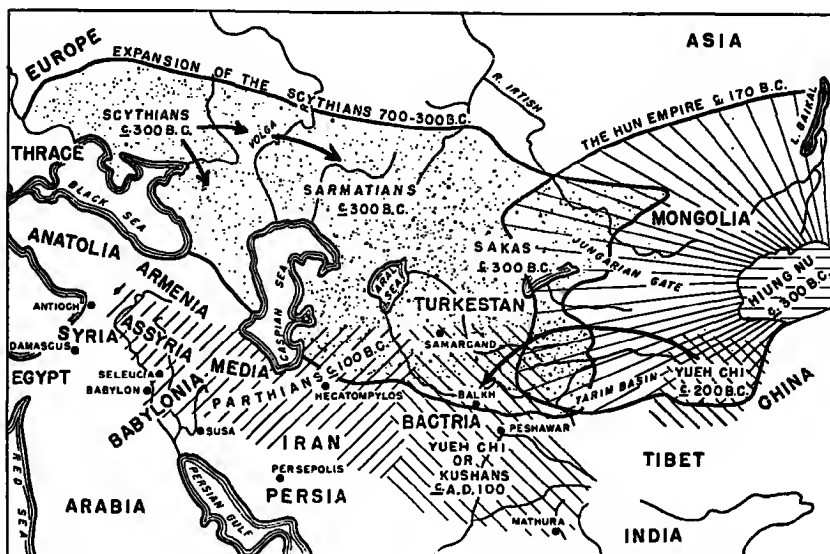 EUROPE
ASIA
EXPANSION OF THE SCYTHIANS 700-300 B.C.
R. IRTISH
THE HUN EMPIRE c. 170 B.C.
L. BAIKAL
SCYTHIANS
c. 300 B.C.
VOLGA
R.
THRACE
BLACK SEA
SARMATIANS
c 300 B.C.
MONGOLIA
ANATOLIA
SAKAS
c 300 B.C.
JUNGARIAN GATE
HIUNG NU
c 300 B.C.
ARMENIA
CASPIAN SEA
ARAL
SEA
TURKESTAN
ANTIOCH
SYRIA
ASSYRIA
SAMARQAND
DAMASCUS
MEDIA
PARTHIANS c 100 B.C.
YUEH CHI
c 200 B.C.
CHINA
EGYPT
SELEUCIA
BABYLON
BABYLONIA
HECATOMPYLOS
BALKH
TARIM BASIN
BACTRIA
SUSA
IRAN
PESHAWAR
YUEH CHI
OR
KUSHANS
c A.D. 100
TIBET
RED SEA
PERSEPOLIS
PERSIA
ARABIA
PERSIAN GULF
MATHURA
INDIA